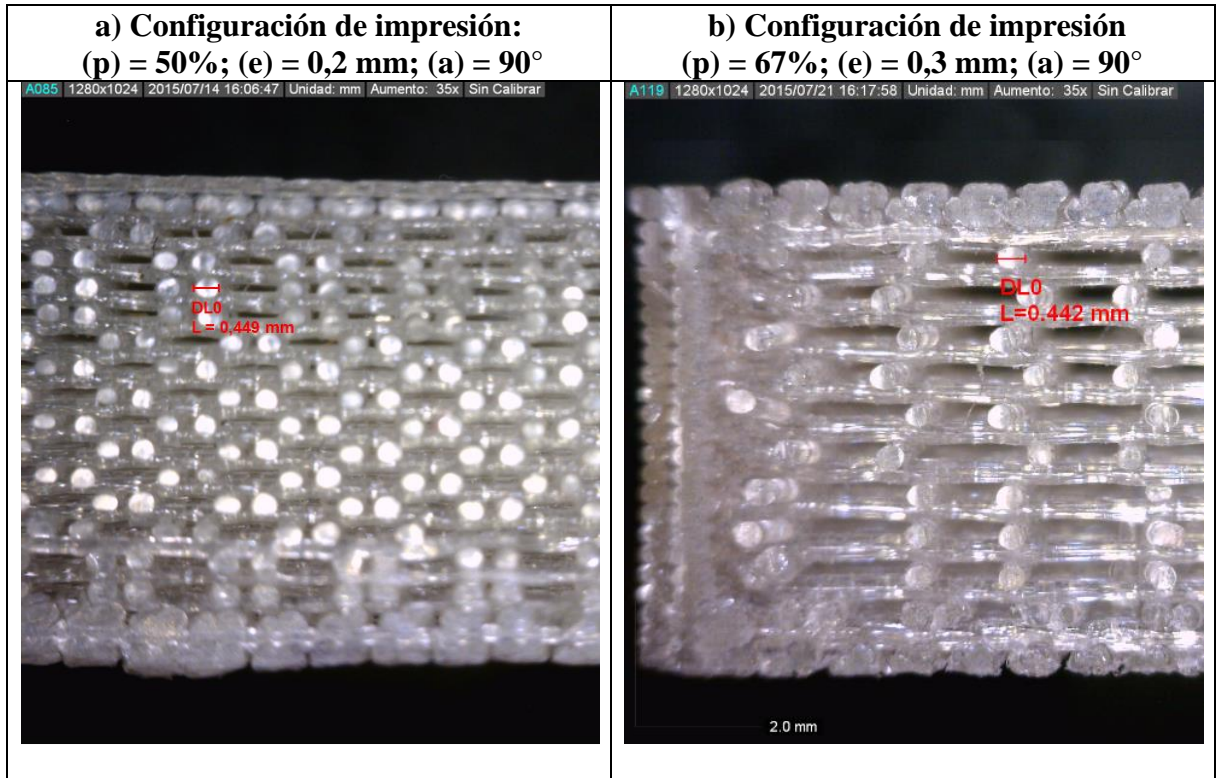 a) Configuración de impresión:
(p) = 50%; (e) = 0,2 mm; (a) = 90°
b) Configuración de impresión
(p) = 67%; (e) = 0,3 mm; (a) = 90°
A085 1280x1024 2015/07/14 16:06:47 Unidad: mm Aumento: 35x Sin Calibrar
DL0
L = 0,449 mm
A119 1280x1024 2015/07/21 16:17:58 Unidad: mm Aumento: 35x Sin Calibrar
DL0
L=0.442 mm
2.0 mm